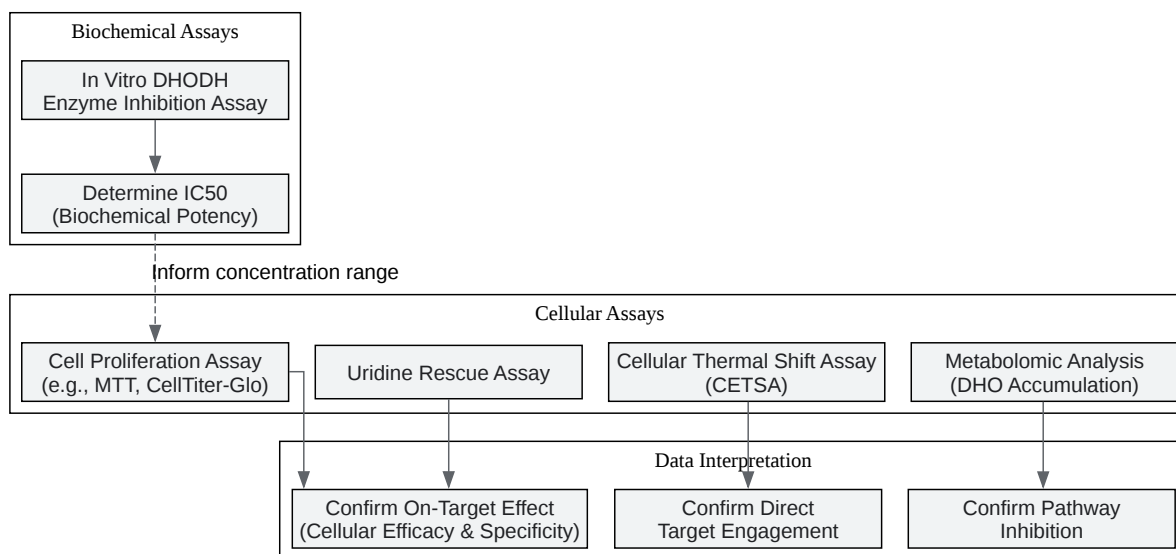 Biochemical Assays
In Vitro DHODH
Enzyme Inhibition Assay
Determine IC50
(Biochemical Potency)
Inform concentration range
Cellular Assays
Cell Proliferation Assay
(e.g., MTT, CellTiter-Glo)
Uridine Rescue Assay
Cellular Thermal Shift Assay
(CETSA)
Metabolomic Analysis
(DHO Accumulation)
Data Interpretation
Confirm On-Target Effect
(Cellular Efficacy & Specificity)
Confirm Direct
Target Engagement
Confirm Pathway
Inhibition